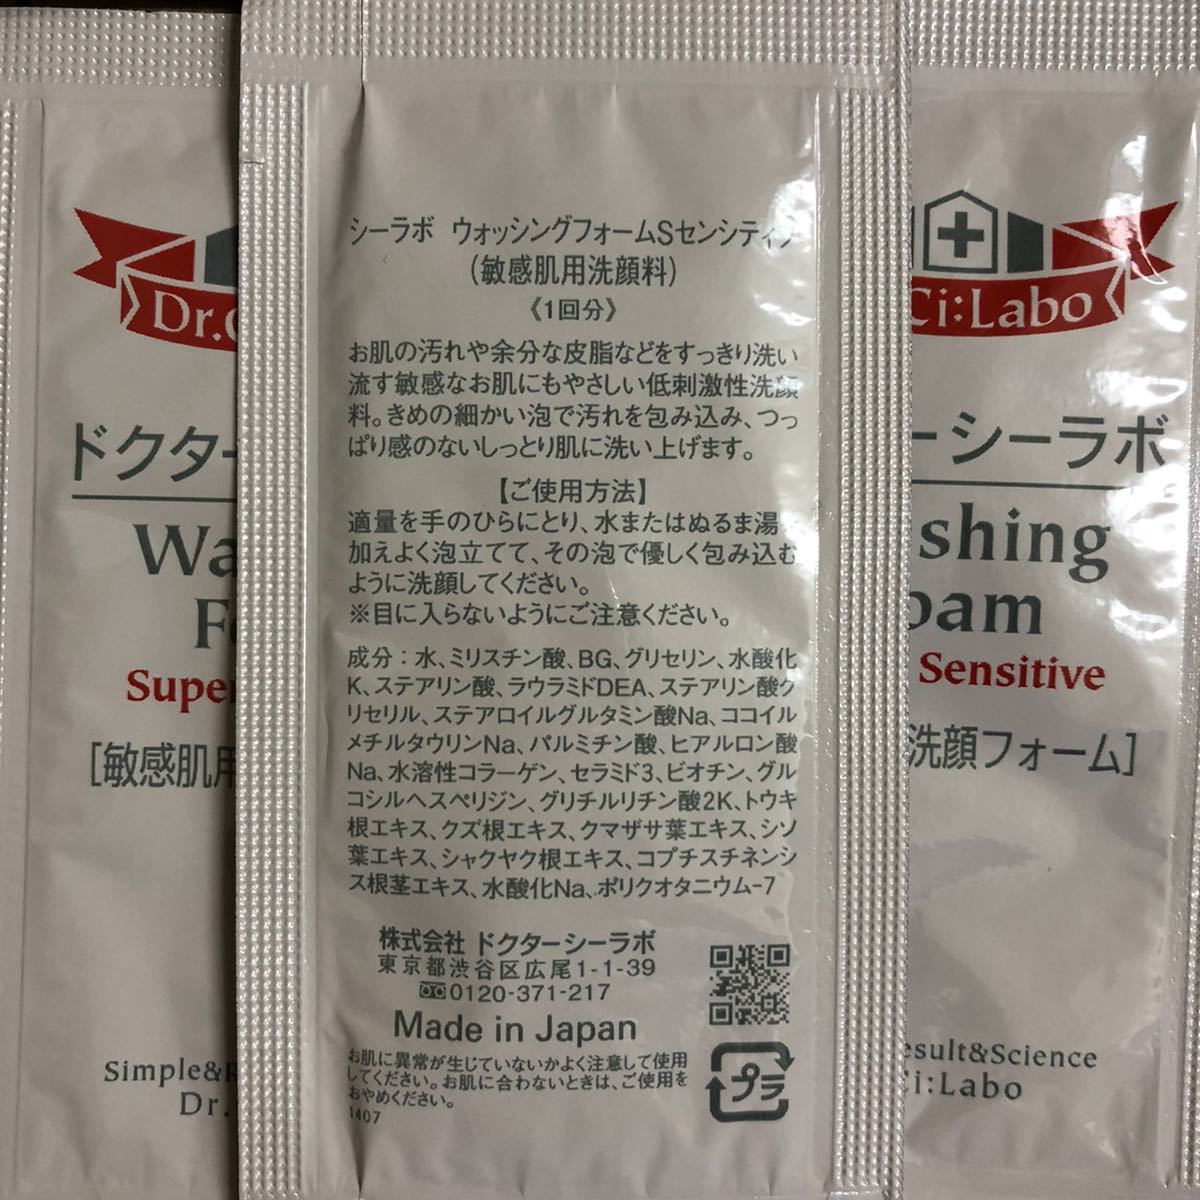 シーラボ ウォッシングフォームSセンシティブ
(敏感肌用洗顔料)
《1回分》
お肌の汚れや余分な皮脂などをすっきり洗い
流す敏感なお肌にもやさしい低刺激性洗顔
料。きめの細かい泡で汚れを包み込み、つっ
ぱり感のないしっとり肌に洗い上げます。
【ご使用方法】
適量を手のひらにとり、水またはぬるま湯を
加えよく泡立てて、その泡で優しく包み込む
ように洗顔してください。
※目に入らないようにご注意ください。
成分：水、ミリスチン酸、BG、グリセリン、水酸化
K、ステアリン酸、ラウラミドDEA、ステアリン酸グ
リセリル、ステアロイルグルタミン酸Na、ココイル
メチルタウリンNa、パルミチン酸、ヒアルロン酸
Na、水溶性コラーゲン、セラミド3、ビオチン、グル
コシルヘスペリジン、グリチルリチン酸2K、トウキ
根エキス、クズ根エキス、クマザサ葉エキス、シソ
葉エキス、シャクヤク根エキス、コプチスチネンシ
ス根茎エキス、水酸化Na、ポリクオタニウム-7
株式会社 ドクターシーラボ
東京都渋谷区広尾1-1-39
0120-371-217
Made in Japan
お肌に異常が生じていないかよく注意して使用
してください。お肌に合わないときは、ご使用を
おやめください。
1407
プラ
Dr.C
ドクター
Wa
Fo
Super
[敏感肌用
Simple&R
Dr.
Ci:Labo
ーシーラボ
shing
oam
Sensitive
洗顔フォーム]
esult&Science
Ci:Labo